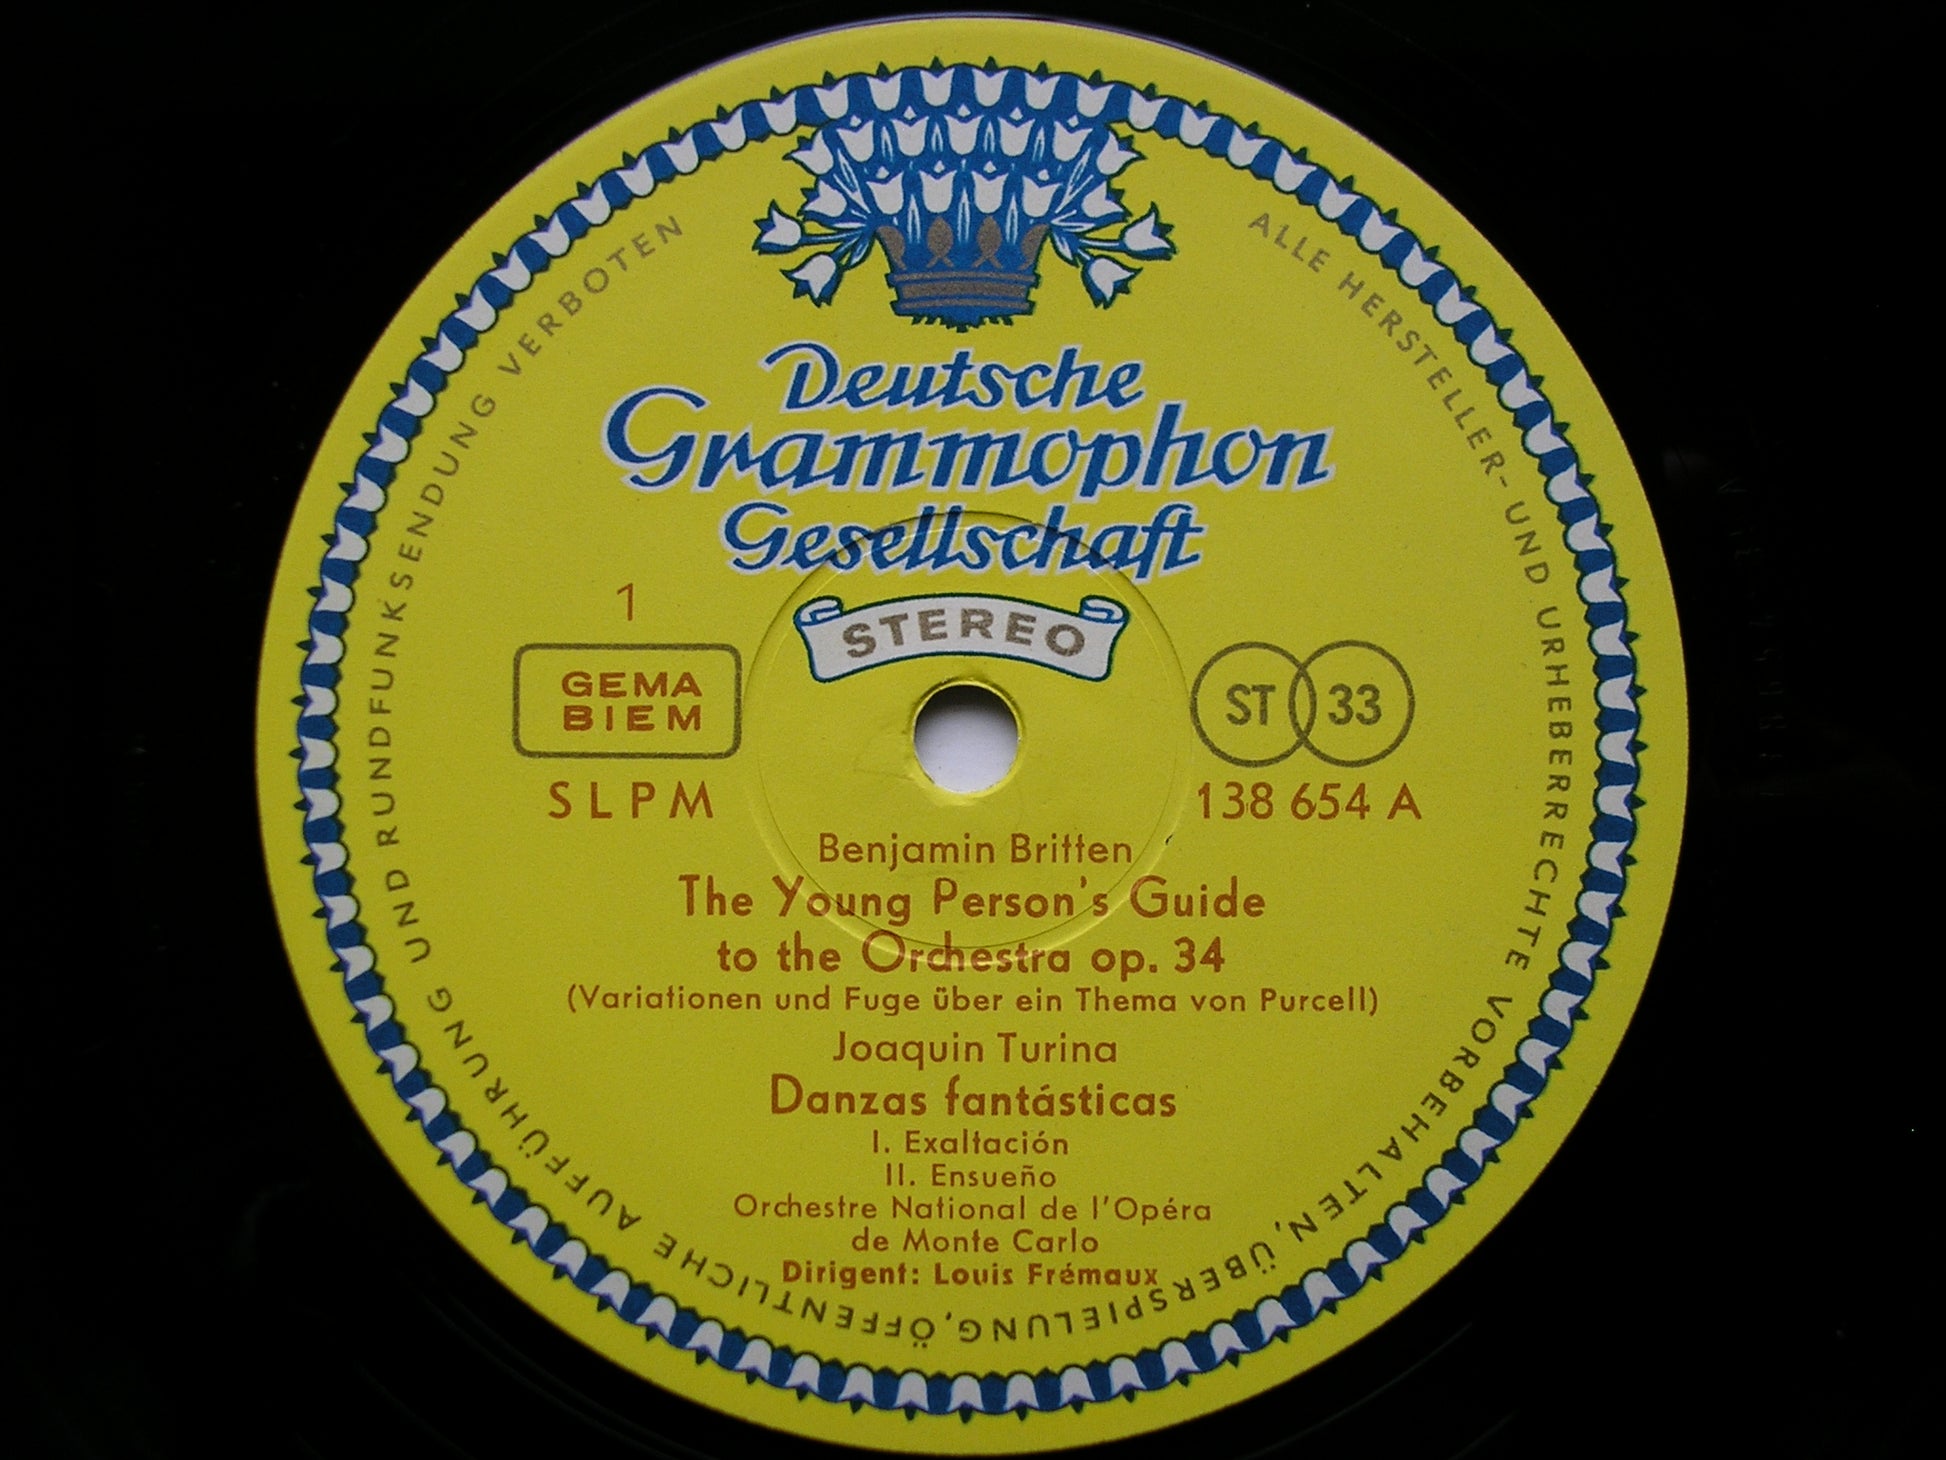 Deutsche
Grammophon
Gesellschaft
STEREO
1
GEMA
BIEM
ST 33
SLPM
138 654 A
Benjamin Britten
The Young Person's Guide
to the Orchestra op. 34
(Variationen und Fuge über ein Thema von Purcell)
Joaquin Turina
Danzas fantásticas
I. Exaltación
II. Ensueño
Orchestre National de l'Opéra
de Monte Carlo
Dirigent: Louis Frémaux
ALLE HERSTELLER- UND URHEBERRECHTE VORBEHALTEN, ÜBERSPIELUNG, ÖFFENTLICHE AUFFÜHRUNG UND RUNDFUNKSENDUNG VERBOTEN